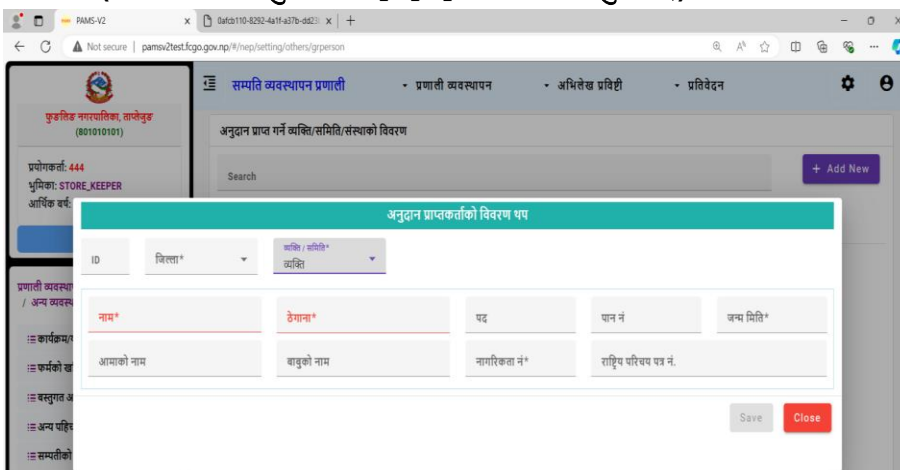 PAMS-V2
0afcb110-8292-4a1f-a37b-dd23
Not secure | pamsv2test.fcgo.gov.np/#/nep/setting/others/grperson
सम्पति व्यवस्थापन प्रणाली
प्रणाली व्यवस्थापन
अभिलेख प्रविष्टी
प्रतिवेदन
फुङलिङ नगरपालिका, ताप्लेजुङ
(801010101)
अनुदान प्राप्त गर्ने व्यक्ति/समिति/संस्थाको विवरण
प्रयोगकर्ता: 444
भूमिका: STORE_KEEPER
आर्थिक वर्ष:
Search
+ Add New
अनुदान प्राप्तकर्ताको विवरण थप
ID
जिल्ला*
व्यक्ति / समिति*
व्यक्ति
नाम*
ठेगाना*
पद
पान नं
जन्म मिति*
आमाको नाम
बाबुको नाम
नागरिकता नं*
राष्ट्रिय परिचय पत्र नं.
Save
Close
प्रणाली व्यवस्था
/ अन्य व्यवस्थ
कार्यक्रम/
फर्मको
वस्तुगत
अन्य
सम्पतीको